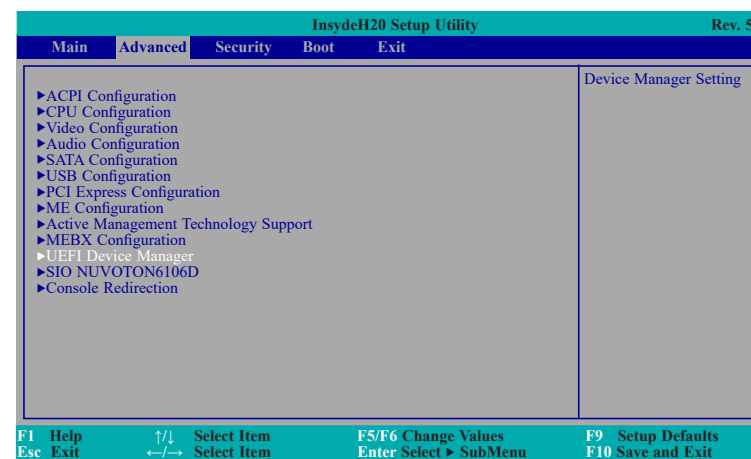 InsydeH20 Setup Utility Rev. 5
Main Advanced Security Boot Exit
Device Manager Setting
►ACPI Configuration
►CPU Configuration
►Video Configuration
►Audio Configuration
►SATA Configuration
►USB Configuration
►PCI Express Configuration
►ME Configuration
►Active Management Technology Support
►MEBX Configuration
►UEFI Device Manager
►SIO NUVOTON6106D
►Console Redirection
F1 Help ↑/↓ Select Item F5/F6 Change Values F9 Setup Defaults
Esc Exit ←/→ Select Item Enter Select ► SubMenu F10 Save and Exit